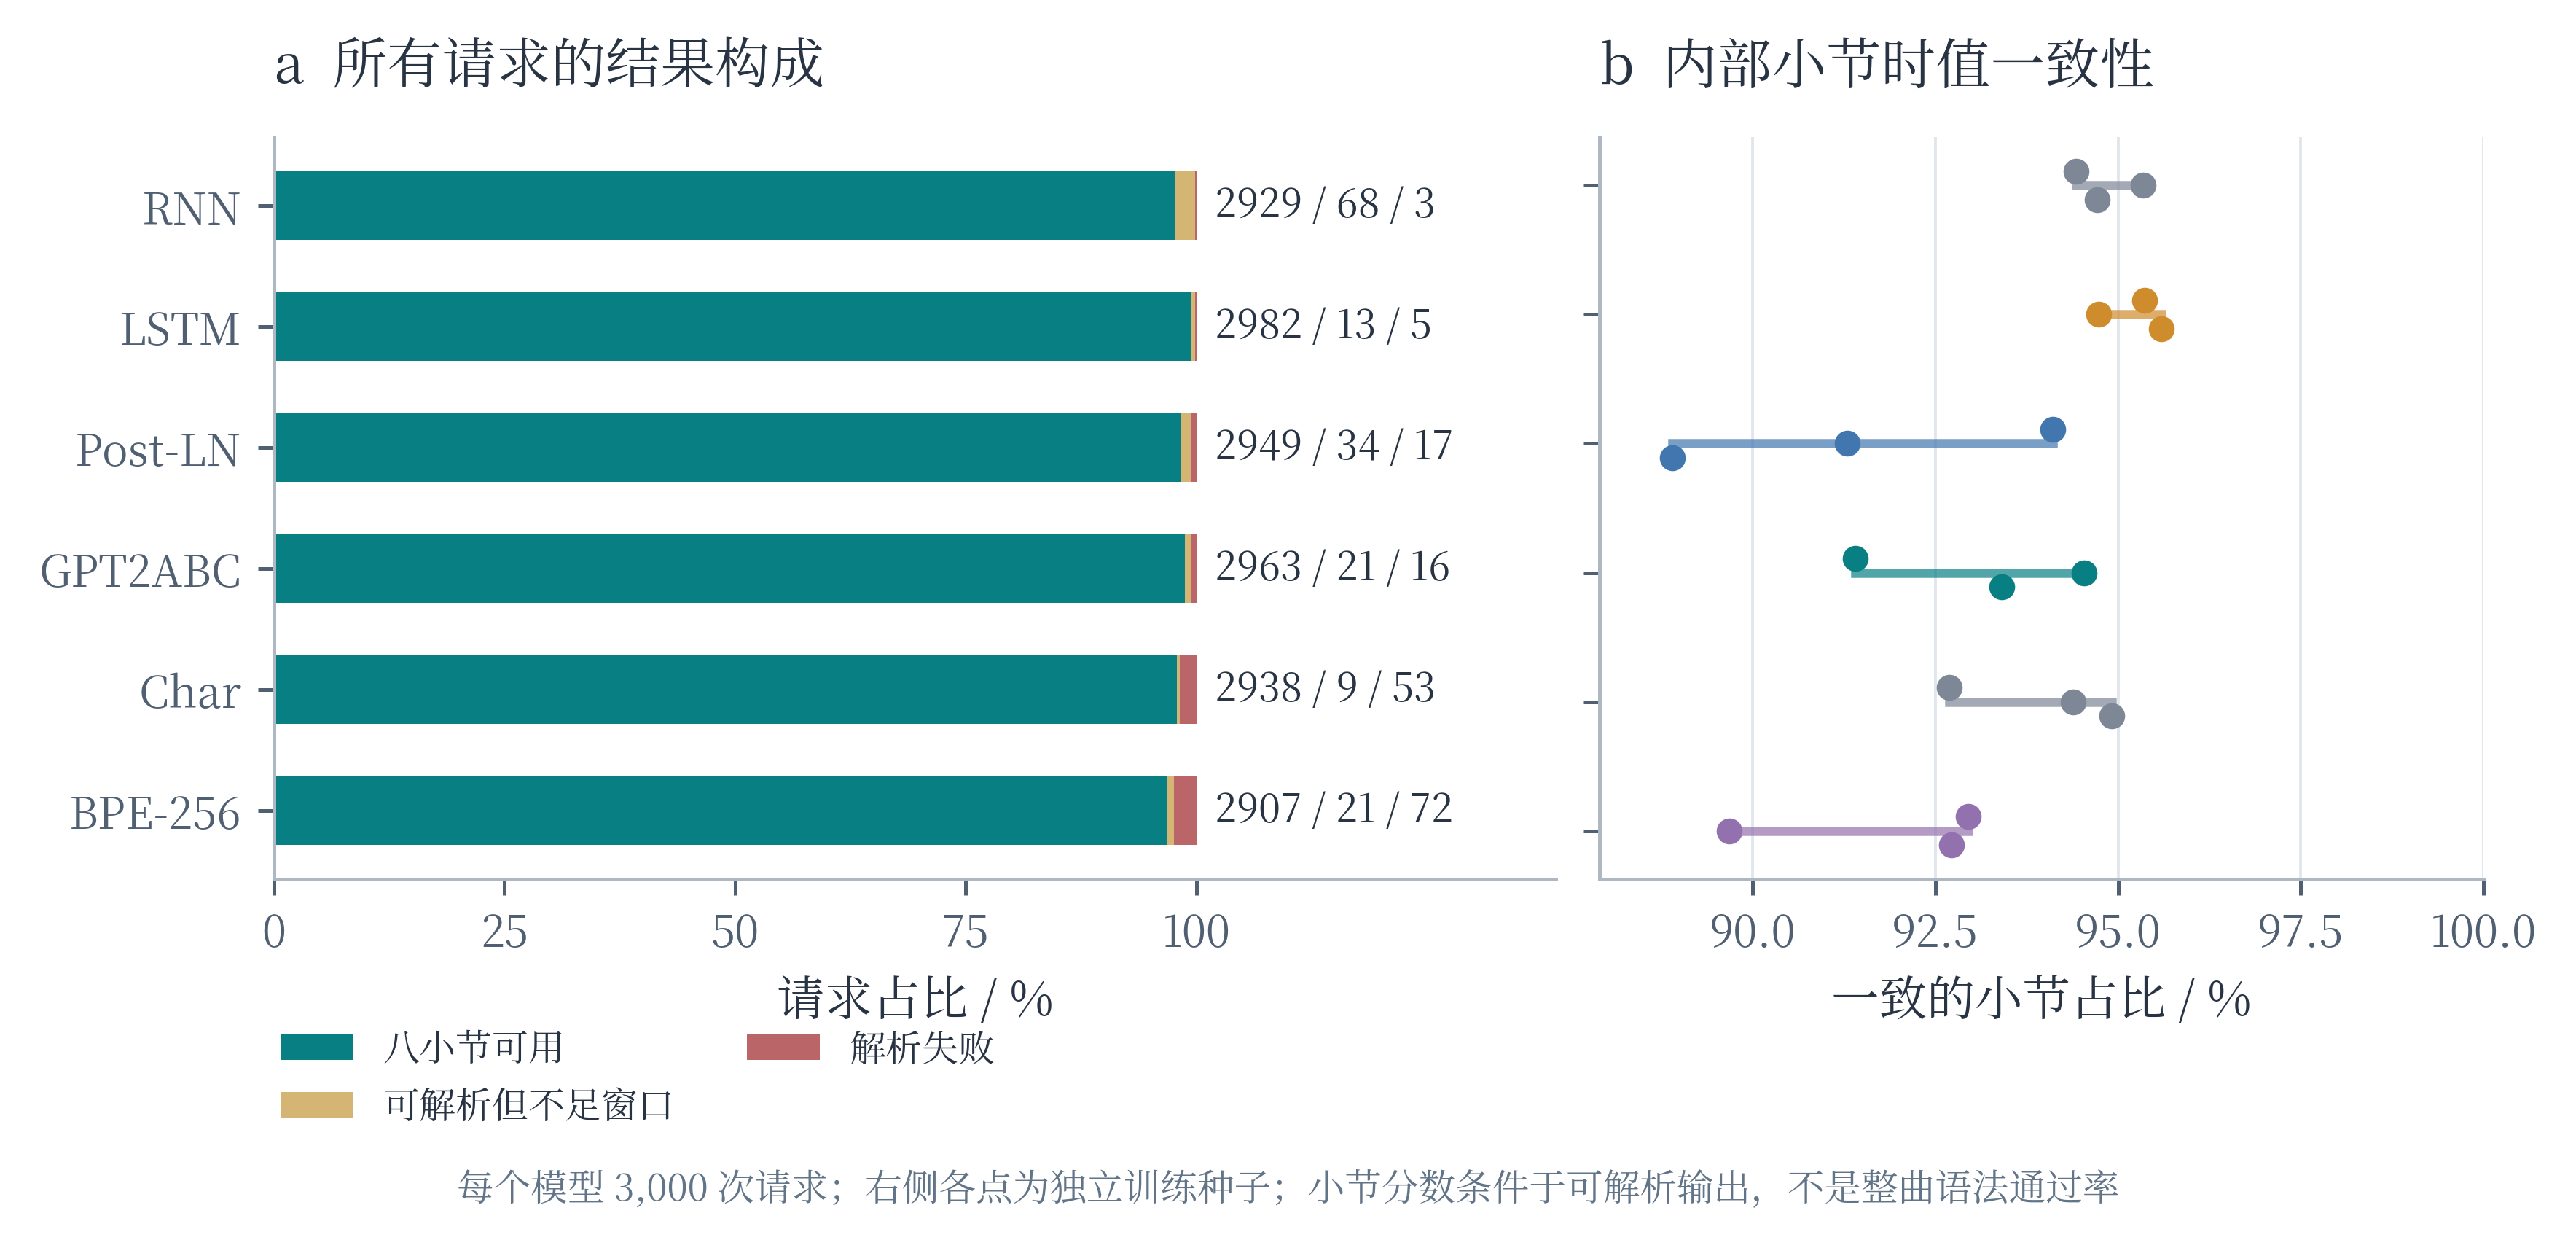 a 所有请求的结果构成
RNN
2929 / 68 / 3
LSTM
2982 / 13 / 5
Post-LN
2949 / 34 / 17
GPT2ABC
2963 / 21 / 16
Char
2938 / 9 / 53
BPE-256
2907 / 21 / 72
0 25 50 75 100
请求占比 / %
八小节可用
解析失败
可解析但不足窗口
b 内部小节时值一致性
90.0 92.5 95.0 97.5 100.0
一致的小节占比 / %
每个模型 3,000 次请求；右侧各点为独立训练种子；小节分数条件于可解析输出，不是整曲语法通过率